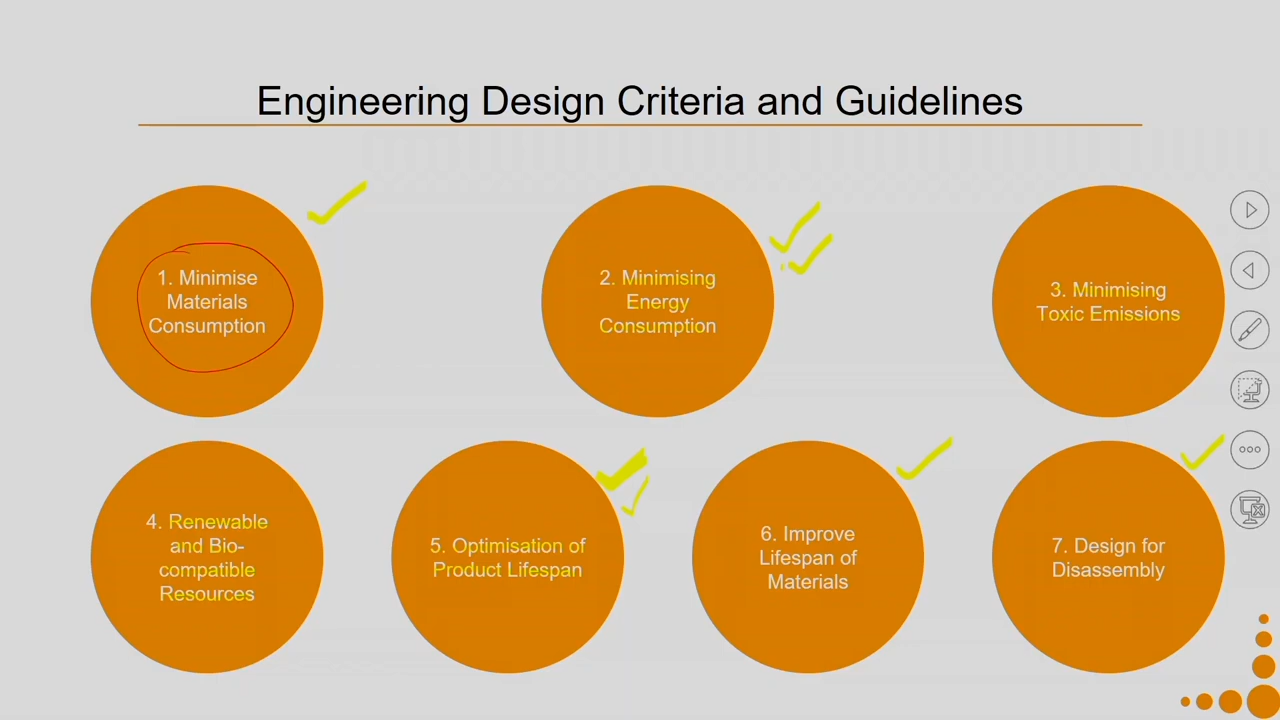 Engineering Design Criteria and Guidelines
1. Minimise
Materials
Consumption
2. Minimising
Energy
Consumption
3. Minimising
Toxic Emissions
4. Renewable
and Bio-
compatible
Resources
5. Optimisation of
Product Lifespan
6. Improve
Lifespan of
Materials
7. Design for
Disassembly